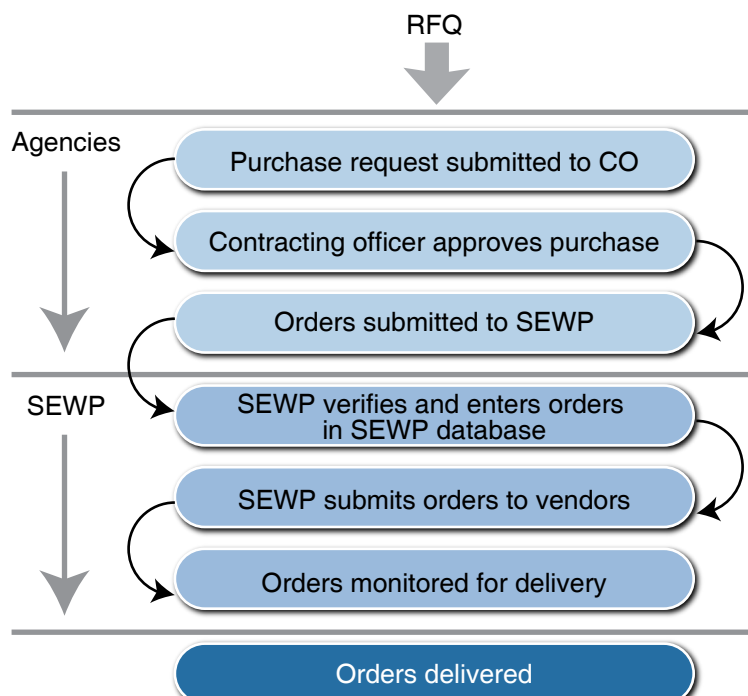 RFQ
Agencies
Purchase request submitted to CO
Contracting officer approves purchase
Orders submitted to SEWP
SEWP
SEWP verifies and enters orders
in SEWP database
SEWP submits orders to vendors
Orders monitored for delivery
Orders delivered